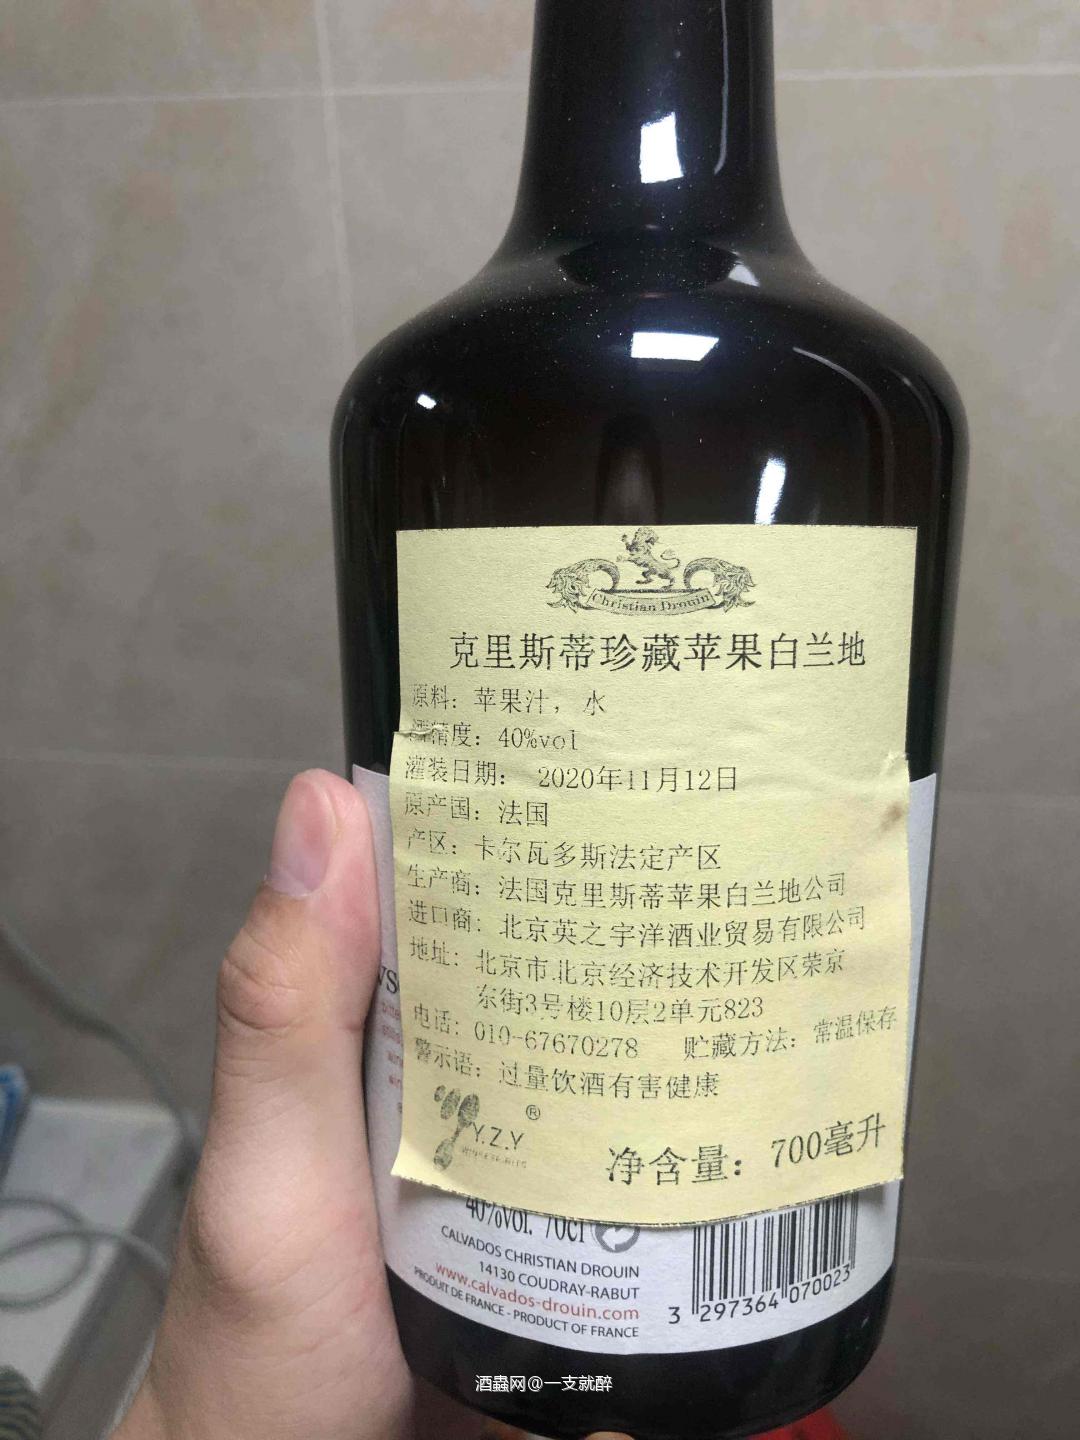 Christian Drouin
克里斯蒂珍藏苹果白兰地
原料：苹果汁，水
酒精度：40%vol
灌装日期：2020年11月12日
原产国：法国
产区：卡尔瓦多斯法定产区
生产商：法国克里斯蒂苹果白兰地公司
进口商：北京英之宇洋酒业贸易有限公司
地址：北京市北京经济技术开发区荣京
东街3号楼10层2单元823
电话：010-67670278 贮藏方法：常温保存
警示语：过量饮酒有害健康
Y.Z.Y ®
净含量：700毫升
40%vol. 70cl
CALVADOS CHRISTIAN DROUIN
14130 COUDRAY-RABUT
www.calvados-drouin.com
PRODUIT DE FRANCE - PRODUCT OF FRANCE
3 297364 070023
酒蟲网@一支就醉